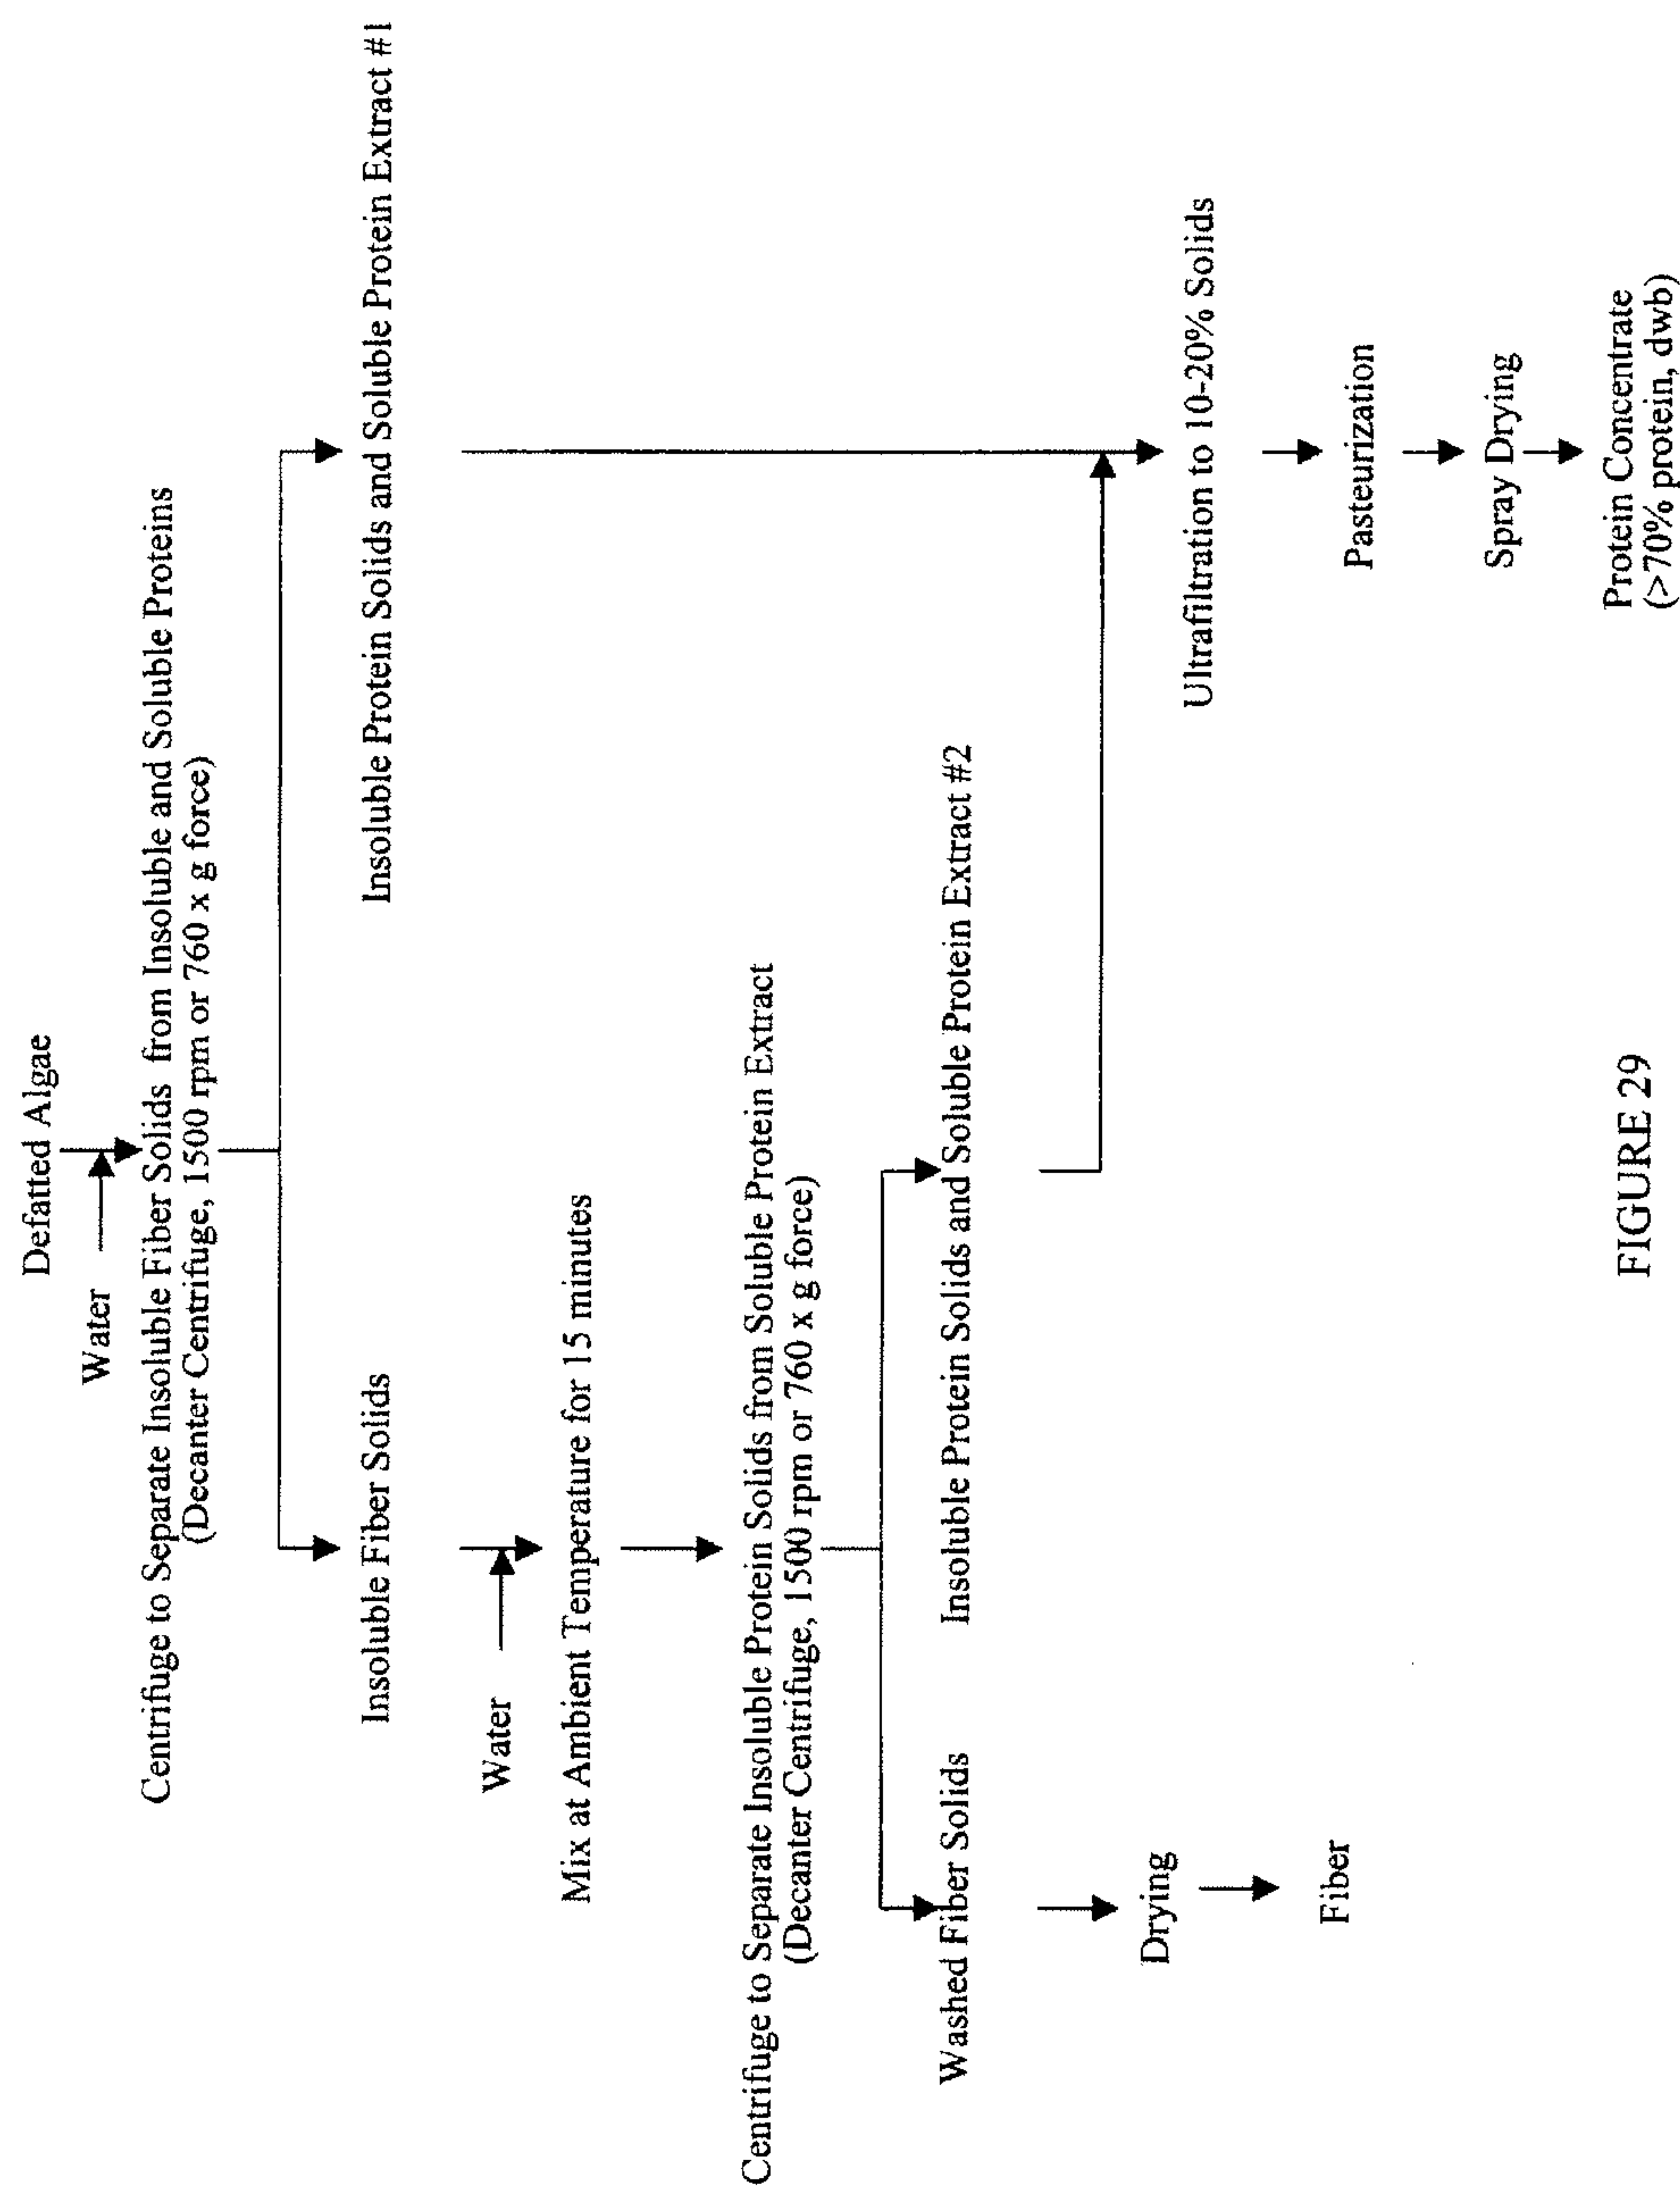 Defatted Algae
Water
Centrifuge to Separate Insoluble Fiber Solids from Insoluble and Soluble Proteins
(Decanter Centrifuge, 1500 rpm or 760 x g force)
Insoluble Fiber Solids
Insoluble Protein Solids and Soluble Protein Extract #1
Water
Mix at Ambient Temperature for 15 minutes
Centrifuge to Separate Insoluble Protein Solids from Soluble Protein Extract
(Decanter Centrifuge, 1500 rpm or 760 x g force)
Washed Fiber Solids
Insoluble Protein Solids and Soluble Protein Extract #2
Drying
Ultrafiltration to 10-20% Solids
Fiber
Pasteurization
Spray Drying
Protein Concentrate
(>70% protein, dwb)
FIGURE 29